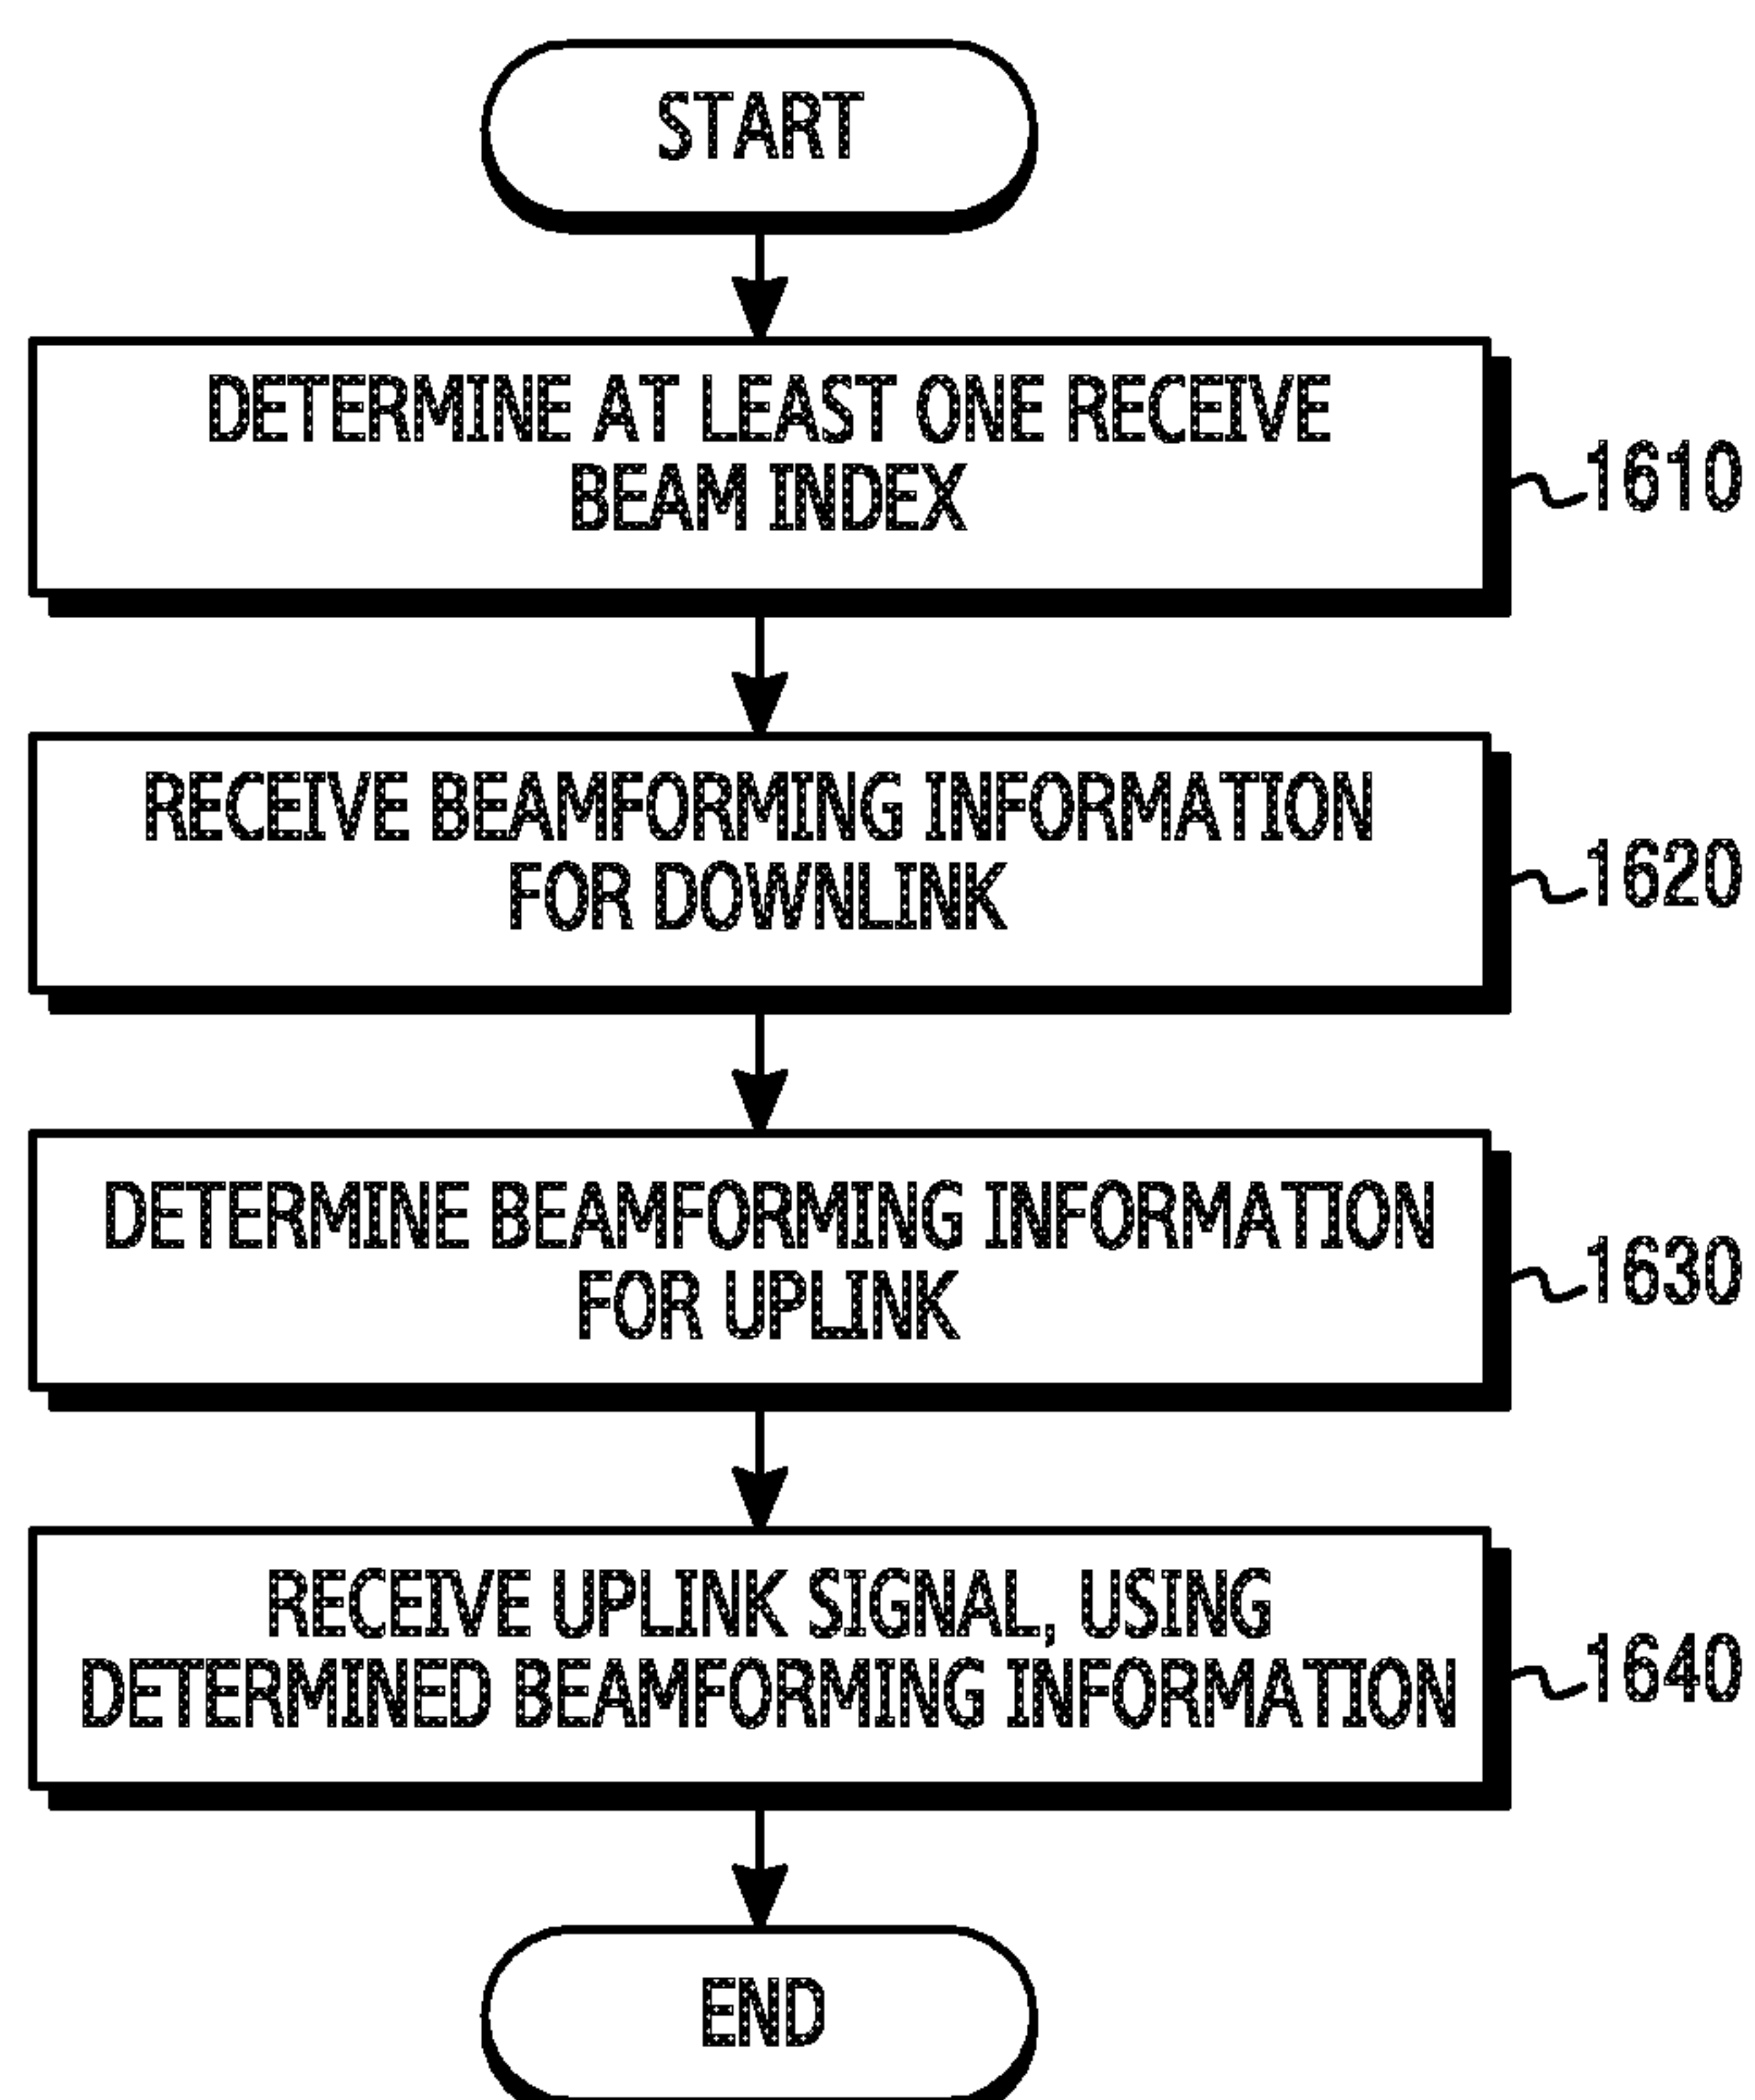 START
DETERMINE AT LEAST ONE RECEIVE
BEAM INDEX
1610
RECEIVE BEAMFORMING INFORMATION
FOR DOWNLINK
1620
DETERMINE BEAMFORMING INFORMATION
FOR UPLINK
1630
RECEIVE UPLINK SIGNAL, USING
DETERMINED BEAMFORMING INFORMATION
1640
END